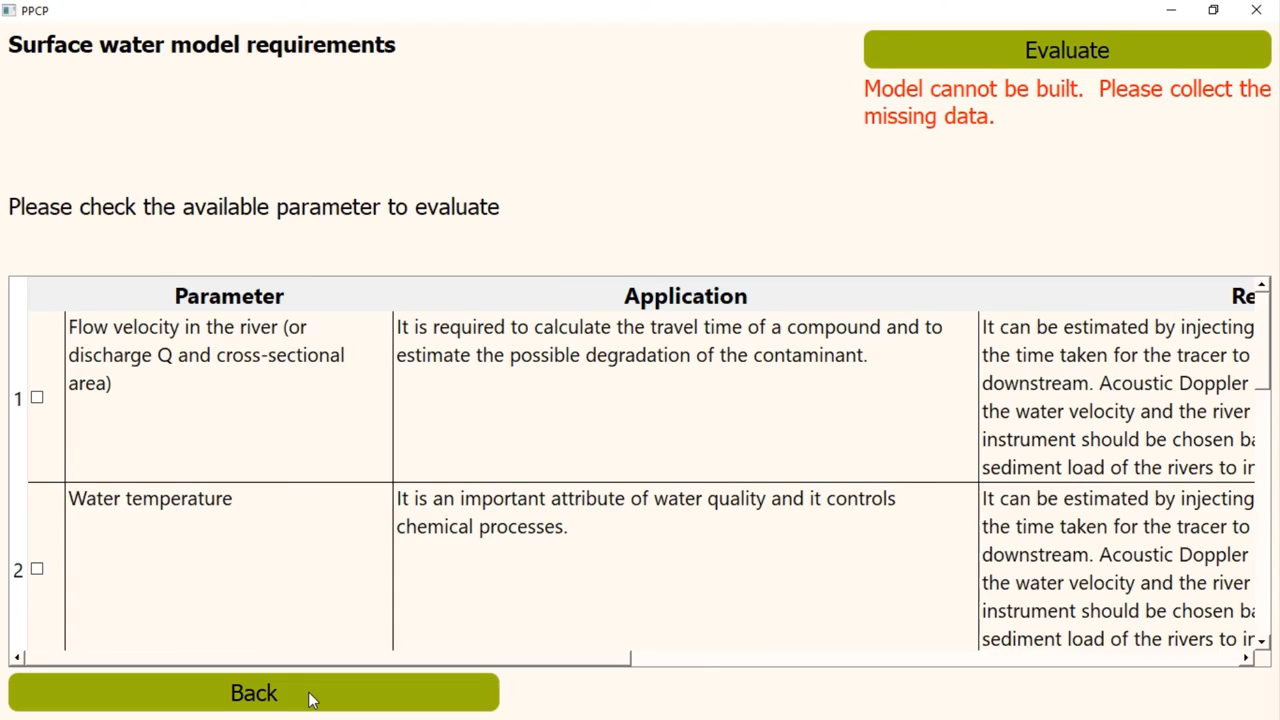 PPCP
Surface water model requirements
Evaluate
Model cannot be built. Please collect the
missing data.
Please check the available parameter to evaluate
Parameter Application Re
1 Flow velocity in the river (or
discharge Q and cross-sectional
area)
It is required to calculate the travel time of a compound and to
estimate the possible degradation of the contaminant.
It can be estimated by injecting
the time taken for the tracer to
downstream. Acoustic Doppler
the water velocity and the river
instrument should be chosen ba
sediment load of the rivers to ir
2 Water temperature
It is an important attribute of water quality and it controls
chemical processes.
It can be estimated by injecting
the time taken for the tracer to
downstream. Acoustic Doppler
the water velocity and the river
instrument should be chosen ba
sediment load of the rivers to ir
Back